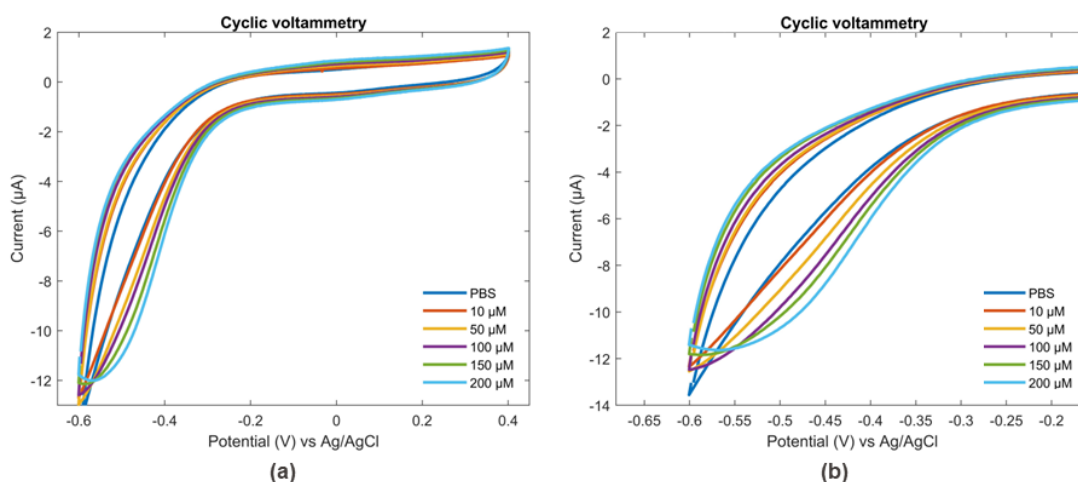 Cyclic voltammetry
2
0
-2
-4
-6
-8
-10
-12
Current (µA)
PBS
10 µM
50 µM
100 µM
150 µM
200 µM
-0.6 -0.4 -0.2 0 0.2 0.4
Potential (V) vs Ag/AgCl
(a)
Cyclic voltammetry
2
0
-2
-4
-6
-8
-10
-12
-14
Current (µA)
PBS
10 µM
50 µM
100 µM
150 µM
200 µM
-0.65 -0.6 -0.55 -0.5 -0.45 -0.4 -0.35 -0.3 -0.25 -0.2
Potential (V) vs Ag/AgCl
(b)